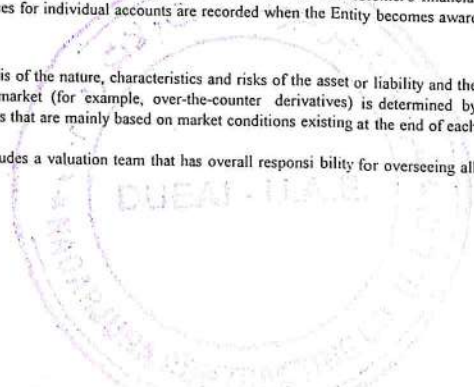 es for individual accounts are recorded when the Entity becomes aware
is of the nature, characteristics and risks of the asset or liability and the
market (for example, over-the-counter derivatives) is determined by
s that are mainly based on market conditions existing at the end of each
udes a valuation team that has overall responsi bility for overseeing all
DUBAI - U.A.E.